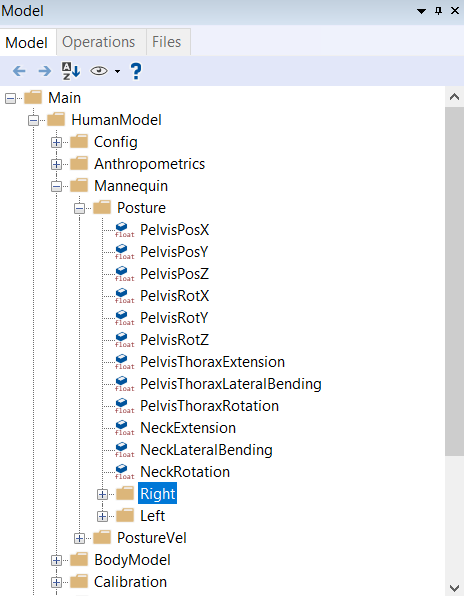 Model
Model Operations Files
A Z ?
Main
HumanModel
Config
Anthropometrics
Mannequin
Posture
float PelvisPosX
float PelvisPosY
float PelvisPosZ
float PelvisRotX
float PelvisRotY
float PelvisRotZ
float PelvisThoraxExtension
float PelvisThoraxLateralBending
float PelvisThoraxRotation
float NeckExtension
float NeckLateralBending
float NeckRotation
Right
Left
PostureVel
BodyModel
Calibration